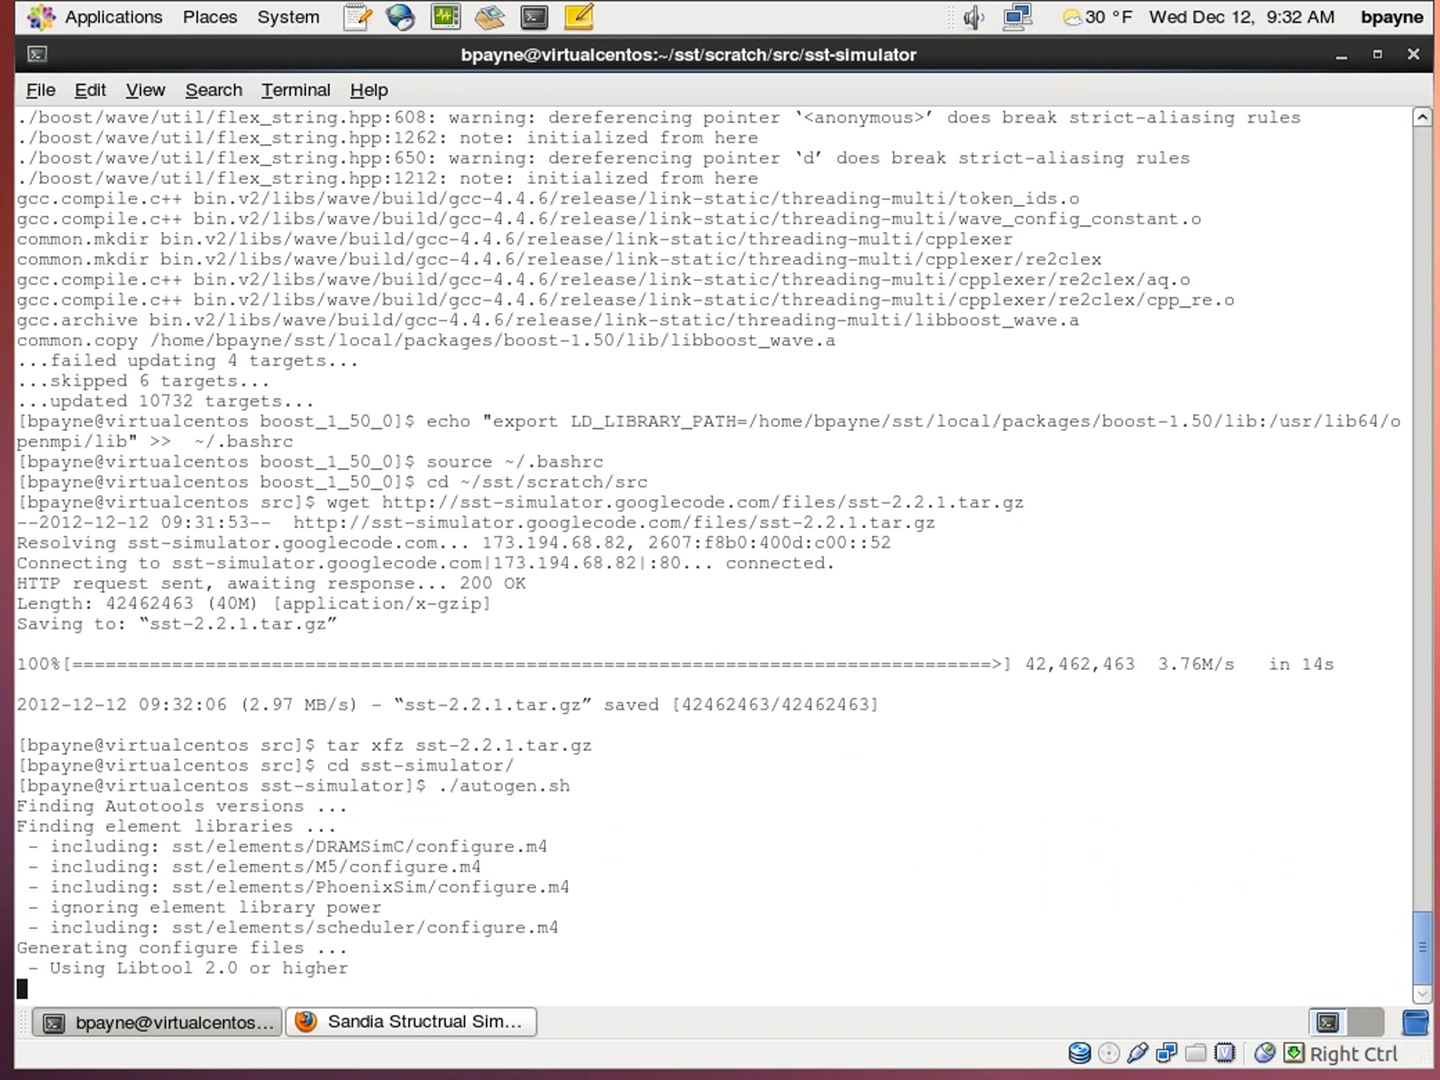 Applications Places System 30 °F Wed Dec 12, 9:32 AM bpayne
bpayne@virtualcentos:~/sst/scratch/src/sst-simulator
File Edit View Search Terminal Help
./boost/wave/util/flex_string.hpp:608: warning: dereferencing pointer ‘<anonymous>’ does break strict-aliasing rules
./boost/wave/util/flex_string.hpp:1262: note: initialized from here
./boost/wave/util/flex_string.hpp:650: warning: dereferencing pointer ‘d’ does break strict-aliasing rules
./boost/wave/util/flex_string.hpp:1212: note: initialized from here
gcc.compile.c++ bin.v2/libs/wave/build/gcc-4.4.6/release/link-static/threading-multi/token_ids.o
gcc.compile.c++ bin.v2/libs/wave/build/gcc-4.4.6/release/link-static/threading-multi/wave_config_constant.o
common.mkdir bin.v2/libs/wave/build/gcc-4.4.6/release/link-static/threading-multi/cpplexer
common.mkdir bin.v2/libs/wave/build/gcc-4.4.6/release/link-static/threading-multi/cpplexer/re2clex
gcc.compile.c++ bin.v2/libs/wave/build/gcc-4.4.6/release/link-static/threading-multi/cpplexer/re2clex/aq.o
gcc.compile.c++ bin.v2/libs/wave/build/gcc-4.4.6/release/link-static/threading-multi/cpplexer/re2clex/cpp_re.o
gcc.archive bin.v2/libs/wave/build/gcc-4.4.6/release/link-static/threading-multi/libboost_wave.a
common.copy /home/bpayne/sst/local/packages/boost-1.50/lib/libboost_wave.a
...failed updating 4 targets...
...skipped 6 targets...
...updated 10732 targets...
[bpayne@virtualcentos boost_1_50_0]$ echo "export LD_LIBRARY_PATH=/home/bpayne/sst/local/packages/boost-1.50/lib:/usr/lib64/o
penmpi/lib" >>  ~/.bashrc
[bpayne@virtualcentos boost_1_50_0]$ source ~/.bashrc
[bpayne@virtualcentos boost_1_50_0]$ cd ~/sst/scratch/src
[bpayne@virtualcentos src]$ wget http://sst-simulator.googlecode.com/files/sst-2.2.1.tar.gz
--2012-12-12 09:31:53--  http://sst-simulator.googlecode.com/files/sst-2.2.1.tar.gz
Resolving sst-simulator.googlecode.com... 173.194.68.82, 2607:f8b0:400d:c00::52
Connecting to sst-simulator.googlecode.com|173.194.68.82|:80... connected.
HTTP request sent, awaiting response... 200 OK
Length: 42462463 (40M) [application/x-gzip]
Saving to: “sst-2.2.1.tar.gz”
100%[===================================================================================>] 42,462,463  3.76M/s   in 14s
2012-12-12 09:32:06 (2.97 MB/s) - “sst-2.2.1.tar.gz” saved [42462463/42462463]
[bpayne@virtualcentos src]$ tar xfz sst-2.2.1.tar.gz
[bpayne@virtualcentos src]$ cd sst-simulator/
[bpayne@virtualcentos sst-simulator]$ ./autogen.sh
Finding Autotools versions ...
Finding element libraries ...
 - including: sst/elements/DRAMSimC/configure.m4
 - including: sst/elements/M5/configure.m4
 - including: sst/elements/PhoenixSim/configure.m4
 - ignoring element library power
 - including: sst/elements/scheduler/configure.m4
Generating configure files ...
 - Using Libtool 2.0 or higher
bpayne@virtualcentos... Sandia Structrual Sim...
Right Ctrl